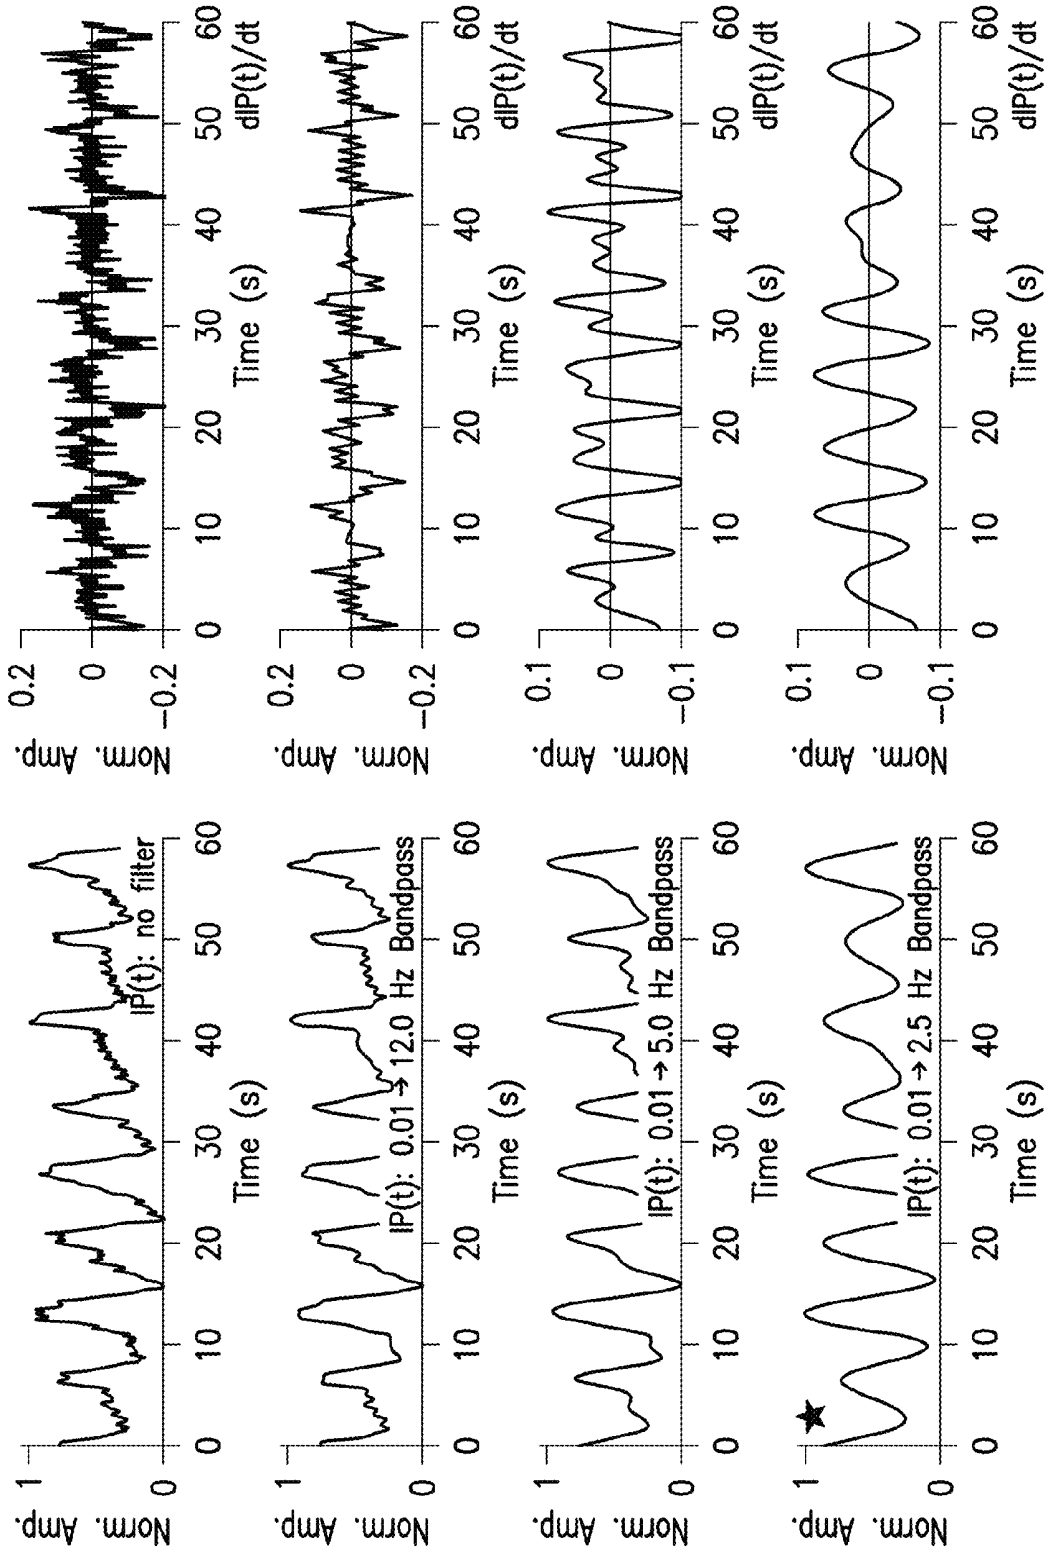 Norm.
Amp.
1
0
IP(t): no filter
0 10 20 30 40 50 60
Time (s)
Norm.
Amp.
0.2
0
−0.2
0 10 20 30 40 50 60
Time (s)
dIP(t)/dt
Norm.
Amp.
1
0
IP(t): 0.01 → 12.0 Hz Bandpass
0 10 20 30 40 50 60
Time (s)
Norm.
Amp.
0.2
0
−0.2
0 10 20 30 40 50 60
Time (s)
dIP(t)/dt
Norm.
Amp.
1
0
IP(t): 0.01 → 5.0 Hz Bandpass
0 10 20 30 40 50 60
Time (s)
Norm.
Amp.
0.1
0
−0.1
0 10 20 30 40 50 60
Time (s)
dIP(t)/dt
Norm.
Amp.
1
0
IP(t): 0.01 → 2.5 Hz Bandpass
0 10 20 30 40 50 60
Time (s)
Norm.
Amp.
0.1
0
−0.1
0 10 20 30 40 50 60
Time (s)
dIP(t)/dt